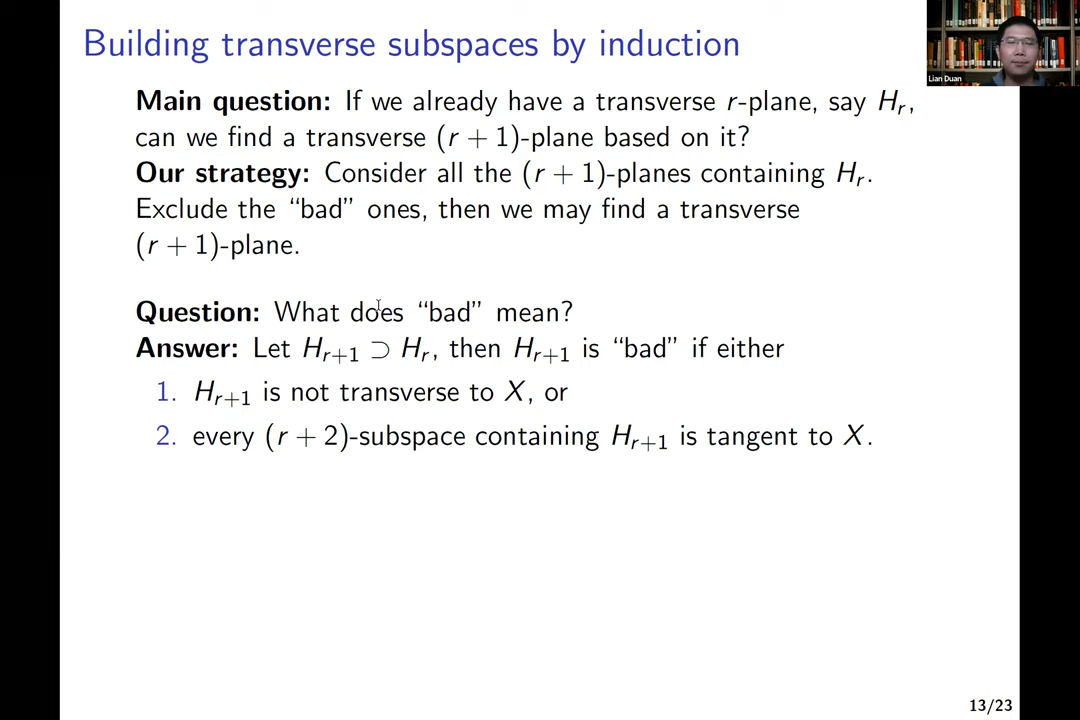 Building transverse subspaces by induction
Lian Duan
Main question: If we already have a transverse r-plane, say Hᵣ,
can we find a transverse (r + 1)-plane based on it?
Our strategy: Consider all the (r + 1)-planes containing Hᵣ.
Exclude the “bad” ones, then we may find a transverse
(r + 1)-plane.
Question: What does “bad” mean?
Answer: Let Hᵣ₊₁ ⊃ Hᵣ, then Hᵣ₊₁ is “bad” if either
1. Hᵣ₊₁ is not transverse to X, or
2. every (r + 2)-subspace containing Hᵣ₊₁ is tangent to X.
13/23